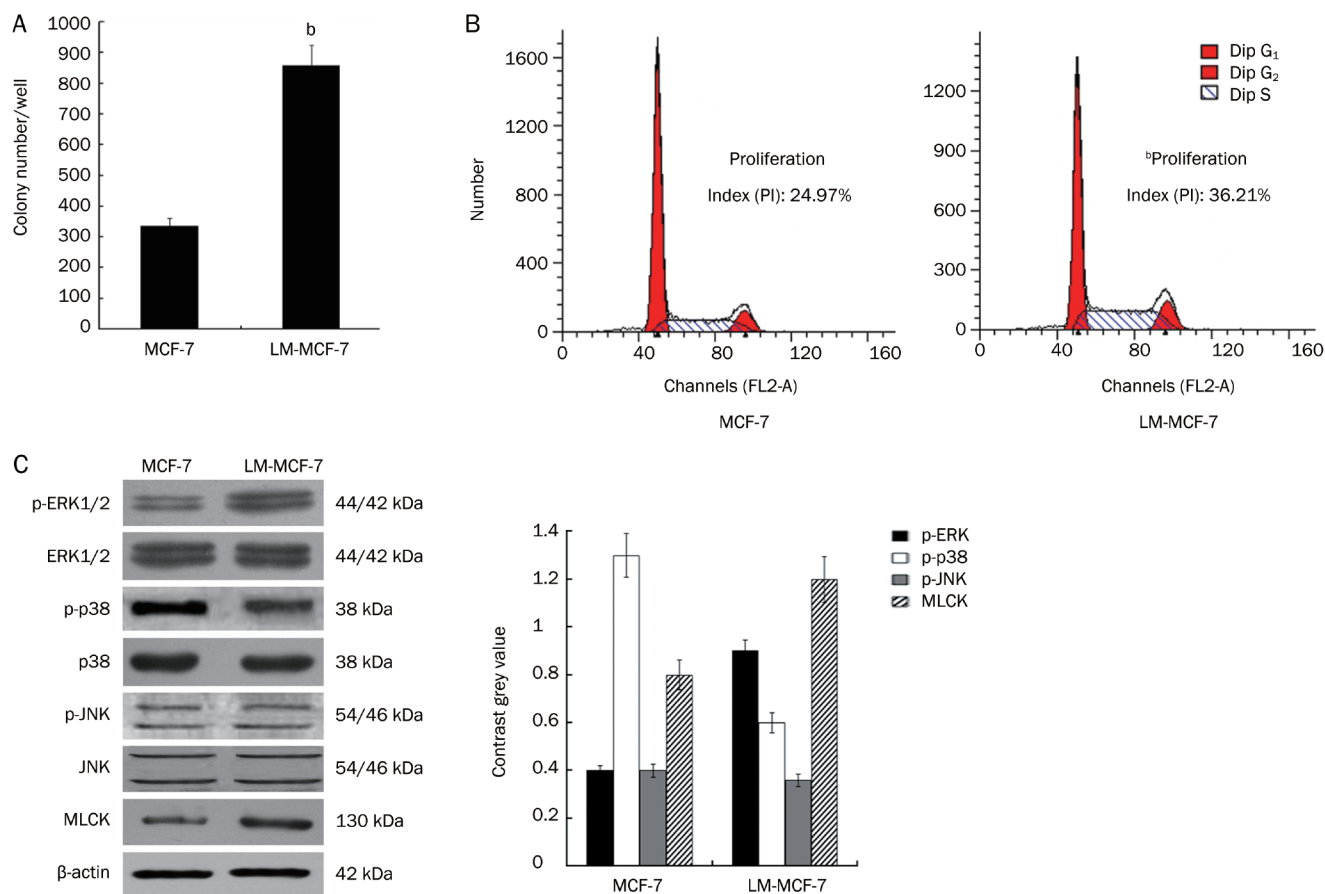 A
1000
900
800
700
600
500
400
300
200
100
0
Colony number/well
b
MCF-7 LM-MCF-7
B
1600
1200
800
400
0
Number
Proliferation
Index (PI): 24.97%
0 40 80 120 160
Channels (FL2-A)
MCF-7
1200
900
600
300
0
Dip G₁
Dip G₂
Dip S
ᵇProliferation
Index (PI): 36.21%
0 40 80 120 160
Channels (FL2-A)
LM-MCF-7
C
MCF-7 LM-MCF-7
p-ERK1/2 44/42 kDa
ERK1/2 44/42 kDa
p-p38 38 kDa
p38 38 kDa
p-JNK 54/46 kDa
JNK 54/46 kDa
MLCK 130 kDa
β-actin 42 kDa
1.4
1.2
1
0.8
0.6
0.4
0.2
0
Contrast grey value
p-ERK
p-p38
p-JNK
MLCK
MCF-7 LM-MCF-7